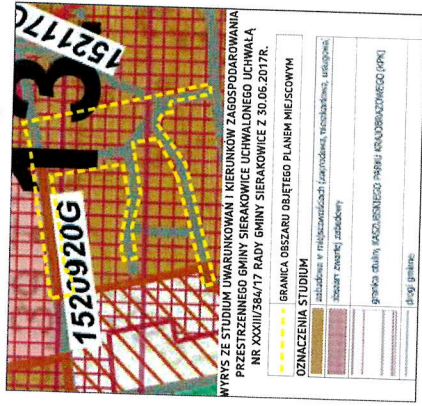 152117G
13
1520920G
WYRYS ZE STUDIUM UWARUNKOWAŃ I KIERUNKÓW ZAGOSPODAROWANIA
PRZESTRZENNEGO GMINY SIERAKOWICE UCHWALONEGO UCHWAŁĄ
NR XXXIII/384/17 RADY GMINY SIERAKOWICE Z 30.06.2017R.
GRANICA OBSZARU OBJĘTEGO PLANEM MIEJSCOWYM
OZNACZENIA STUDIUM
zabudowa w miejscowościach (zagrodowa, mieszkaniowa, usługowa)
obszary zwartej zabudowy
granica otuliny KASZUBSKIEGO PARKU KRAJOBRAZOWEGO (KPK)
drogi gminne